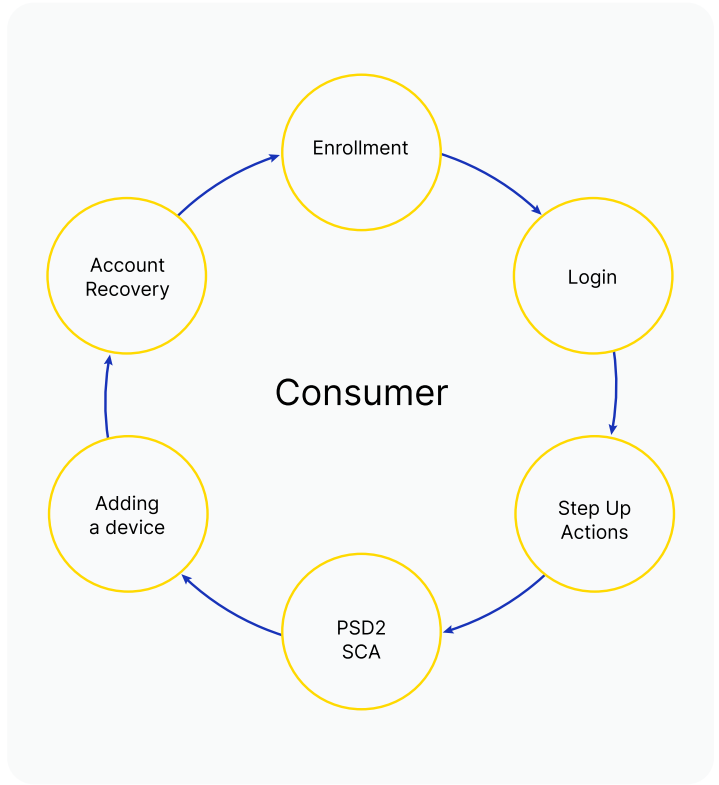 Enrollment
Login
Step Up
Actions
PSD2
SCA
Adding
a device
Account
Recovery
Consumer